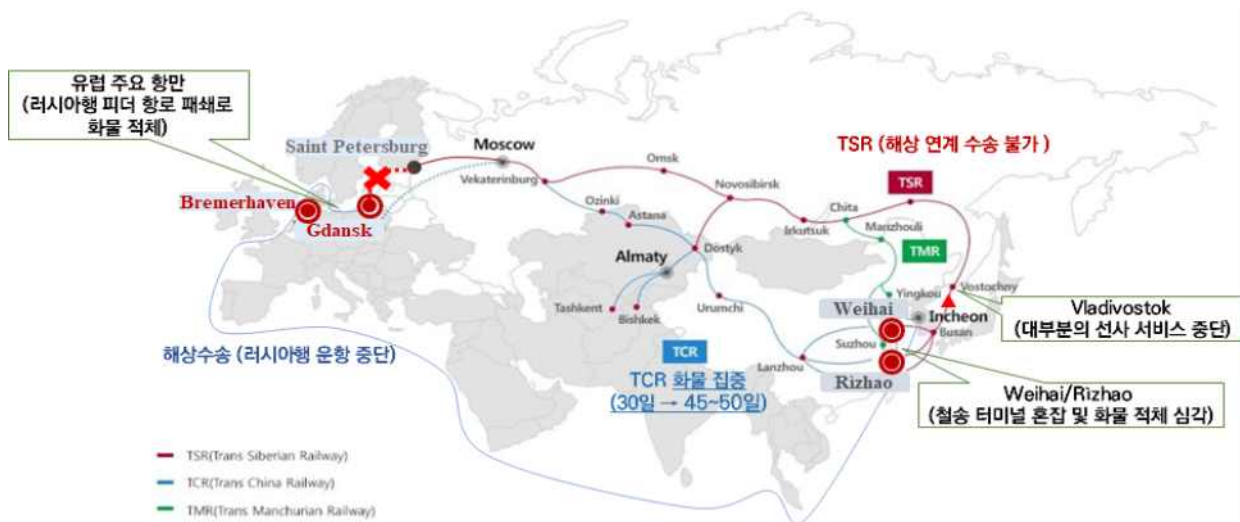 유럽 주요 항만
(러시아행 피더 항로 패쇄로
화물 적체)
Saint Petersburg
Moscow
TSR (해상 연계 수송 불가 )
Omsk
Vekaterinburg
Novosibirsk
TSR
Bremerhaven
Gdansk
Ozinki
Astana
Irkutsuk
Chita
Manzhouli
Almaty
Dostyk
TMR
Tashkent
Bishkek
Urumchi
Yingkou
Vostochny
Weihai
Incheon
Busan
Vladivostok
(대부분의 선사 서비스 중단)
해상수송 (러시아행 운항 중단)
TCR
Suzhou
Lanzhou
Rizhao
TCR 화물 집중
(30일 → 45~50일)
Weihai/Rizhao
(철송 터미널 혼잡 및 화물 적체 심각)
TSR(Trans Siberian Railway)
TCR(Trans China Railway)
TMR(Trans Manchurian Railway)